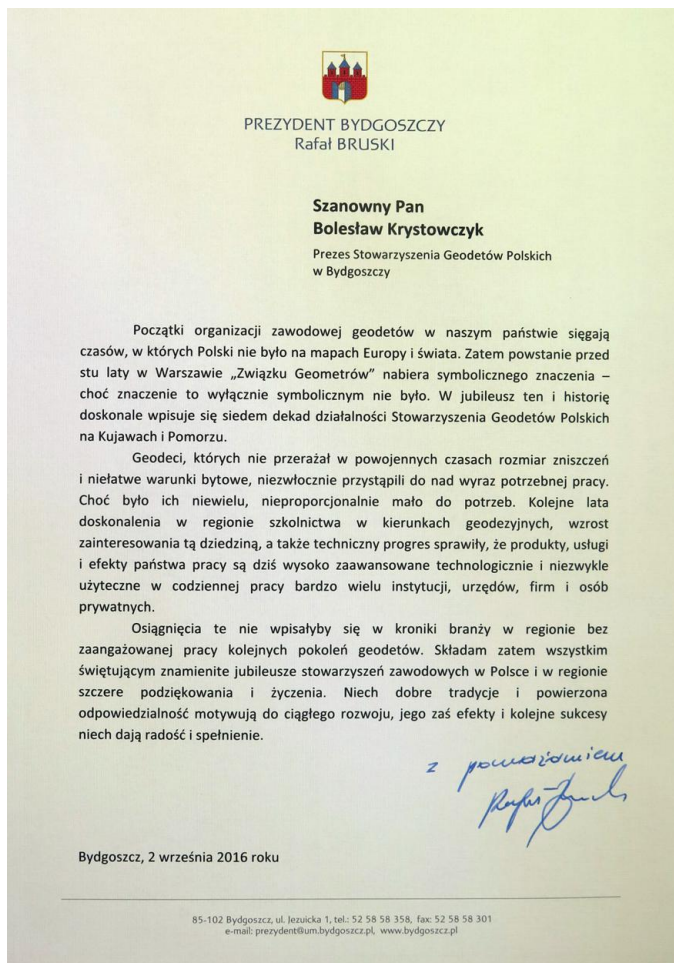 PREZYDENT BYDGOSZCZY
Rafał BRUSKI
Szanowny Pan
Bolesław Krystowczyk
Prezes Stowarzyszenia Geodetów Polskich
w Bydgoszczy
Początki organizacji zawodowej geodetów w naszym państwie sięgają
czasów, w których Polski nie było na mapach Europy i świata. Zatem powstanie przed
stu laty w Warszawie „Związku Geometrów” nabiera symbolicznego znaczenia –
choć znaczenie to wyłącznie symbolicznym nie było. W jubileusz ten i historię
doskonale wpisuje się siedem dekad działalności Stowarzyszenia Geodetów Polskich
na Kujawach i Pomorzu.
Geodeci, których nie przerażał w powojennych czasach rozmiar zniszczeń
i niełatwe warunki bytowe, niezwłocznie przystąpili do nad wyraz potrzebnej pracy.
Choć było ich niewielu, nieproporcjonalnie mało do potrzeb. Kolejne lata
doskonalenia w regionie szkolnictwa w kierunkach geodezyjnych, wzrost
zainteresowania tą dziedziną, a także techniczny progres sprawiły, że produkty, usługi
i efekty państwa pracy są dziś wysoko zaawansowane technologicznie i niezwykle
użyteczne w codziennej pracy bardzo wielu instytucji, urzędów, firm i osób
prywatnych.
Osiągnięcia te nie wpisałyby się w kroniki branży w regionie bez
zaangażowanej pracy kolejnych pokoleń geodetów. Składam zatem wszystkim
świętującym znamienite jubileusze stowarzyszeń zawodowych w Polsce i w regionie
szczere podziękowania i życzenia. Niech dobre tradycje i powierzona
odpowiedzialność motywują do ciągłego rozwoju, jego zaś efekty i kolejne sukcesy
niech dają radość i spełnienie.
z poważaniem
Bydgoszcz, 2 września 2016 roku
85-102 Bydgoszcz, ul. Jezuicka 1, tel.: 52 58 58 358, fax: 52 58 58 301
e-mail: prezydent@um.bydgoszcz.pl, www.bydgoszcz.pl